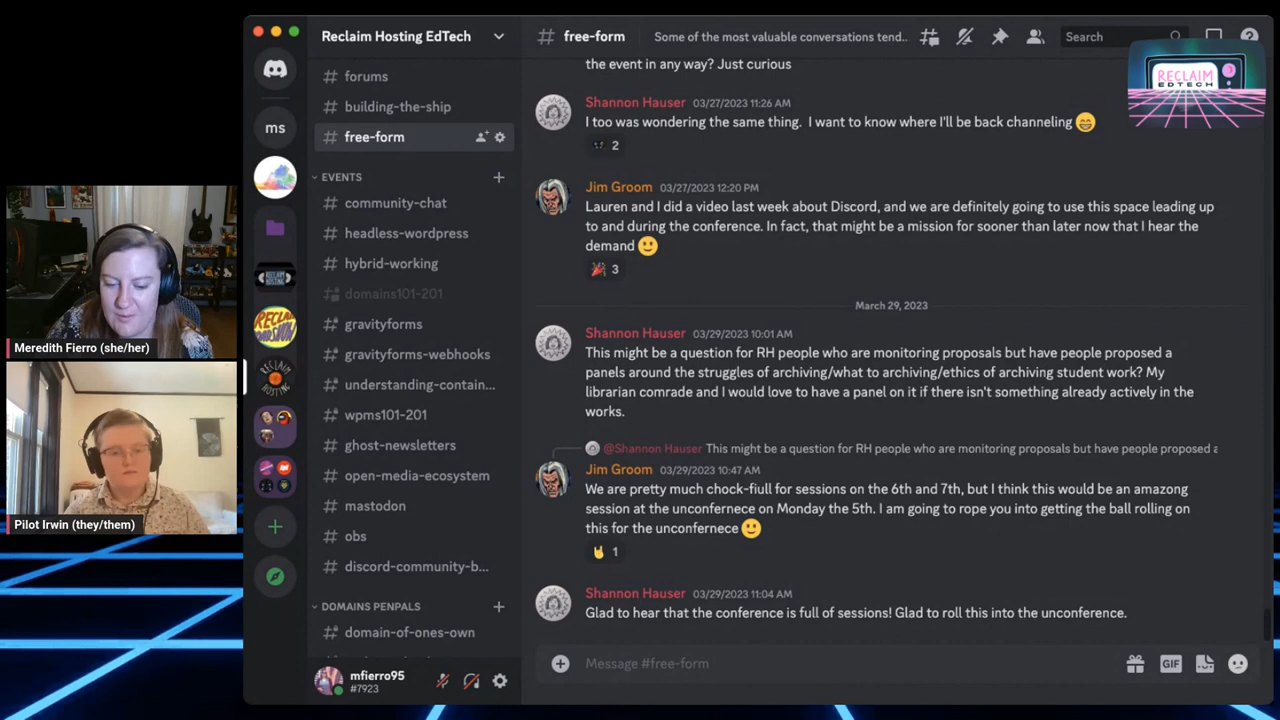 Reclaim Hosting EdTech
forums
building-the-ship
free-form
EVENTS
community-chat
headless-wordpress
hybrid-working
domains101-201
gravityforms
gravityforms-webhooks
understanding-contain...
wpms101-201
ghost-newsletters
open-media-ecosystem
mastodon
obs
discord-community-b...
DOMAINS PENPALS
domain-of-ones-own
mfierro95
#7923
ms
RECLAIM HOSTING
Meredith Fierro (she/her)
Pilot Irwin (they/them)
free-form
Some of the most valuable conversations tend...
Search
RECLAIM
EDTECH
the event in any way? Just curious
Shannon Hauser 03/27/2023 11:26 AM
I too was wondering the same thing. I want to know where I'll be back channeling
2
Jim Groom 03/27/2023 12:20 PM
Lauren and I did a video last week about Discord, and we are definitely going to use this space leading up
to and during the conference. In fact, that might be a mission for sooner than later now that I hear the
demand
3
March 29, 2023
Shannon Hauser 03/29/2023 10:01 AM
This might be a question for RH people who are monitoring proposals but have people proposed a
panels around the struggles of archiving/what to archiving/ethics of archiving student work? My
librarian comrade and I would love to have a panel on it if there isn't something already actively in the
works.
@Shannon Hauser This might be a question for RH people who are monitoring proposals but have people proposed a
Jim Groom 03/29/2023 10:47 AM
We are pretty much chock-fiull for sessions on the 6th and 7th, but I think this would be an amazong
session at the unconfernece on Monday the 5th. I am going to rope you into getting the ball rolling on
this for the unconfernece
1
Shannon Hauser 03/29/2023 11:04 AM
Glad to hear that the conference is full of sessions! Glad to roll this into the unconference.
Message #free-form
GIF